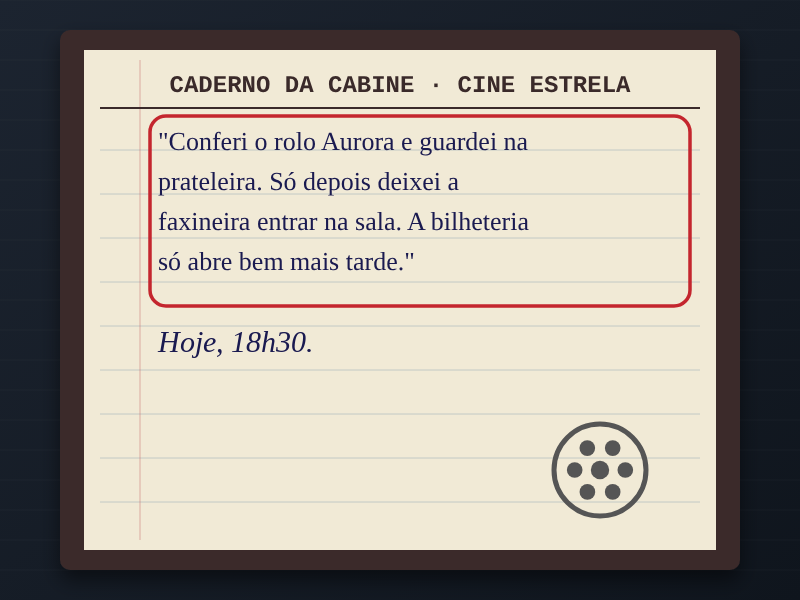 CADERNO DA CABINE · CINE ESTRELA
"Conferi o rolo Aurora e guardei na
prateleira. Só depois deixei a
faxineira entrar na sala. A bilheteria
só abre bem mais tarde."
Hoje, 18h30.